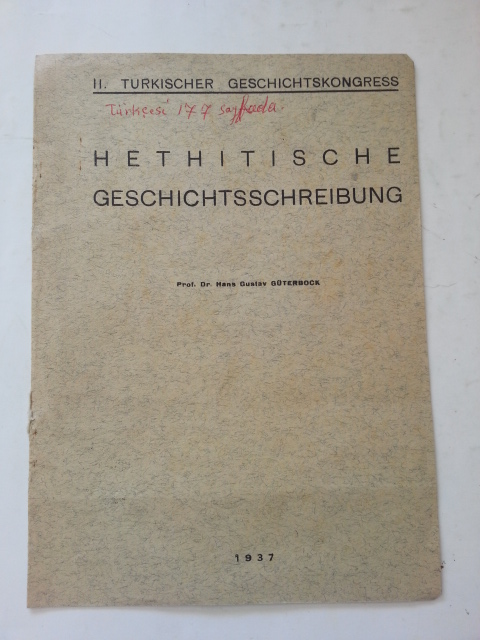 II. TÜRKISCHER GESCHICHTSKONGRESS
Türkçesi 177 sayfada
HETHITISCHE
GESCHICHTSSCHREIBUNG
Prof. Dr. Hans Gustav GÜTERBOCK
1937